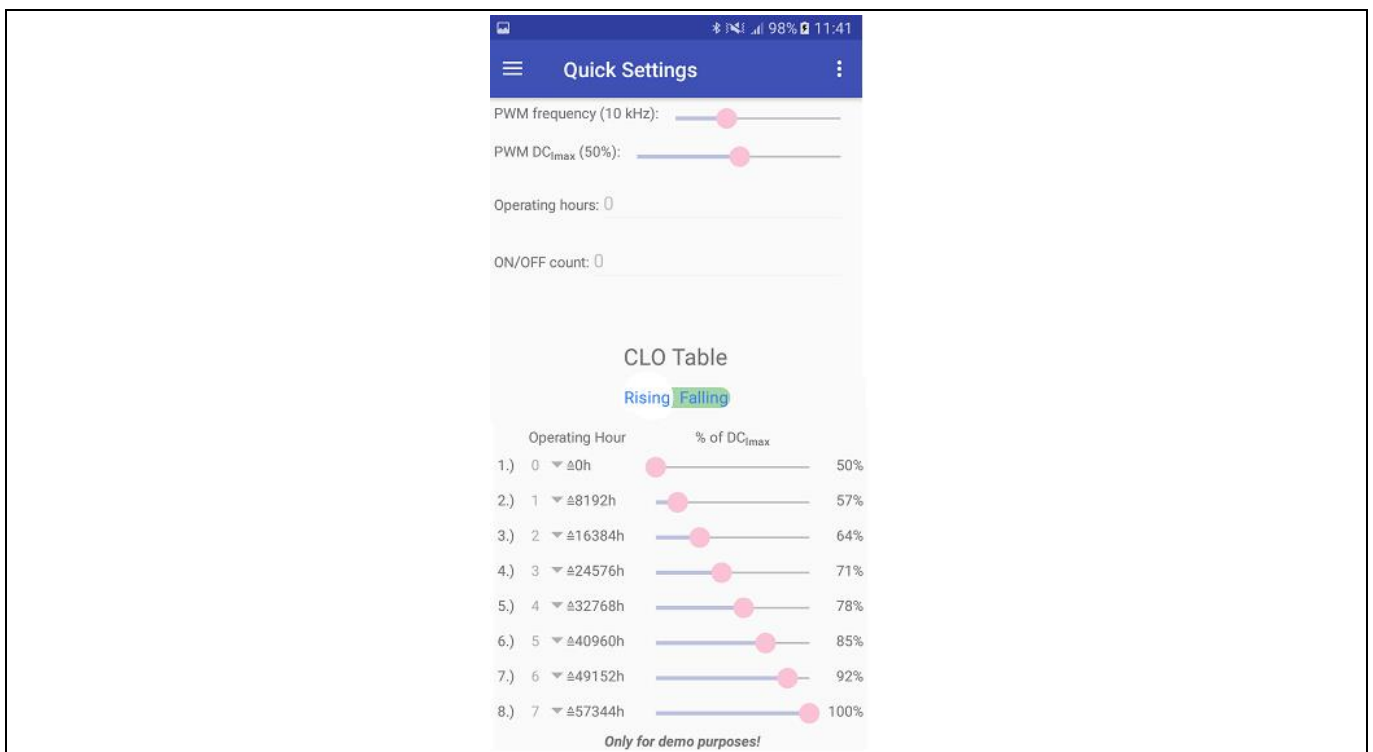 98% 11:41
Quick Settings
PWM frequency (10 kHz):
PWM DCImax (50%):
Operating hours: 0
ON/OFF count: 0
CLO Table
Rising Falling
Operating Hour % of DCImax
1.) 0 ≙0h 50%
2.) 1 ≙8192h 57%
3.) 2 ≙16384h 64%
4.) 3 ≙24576h 71%
5.) 4 ≙32768h 78%
6.) 5 ≙40960h 85%
7.) 6 ≙49152h 92%
8.) 7 ≙57344h 100%
Only for demo purposes!